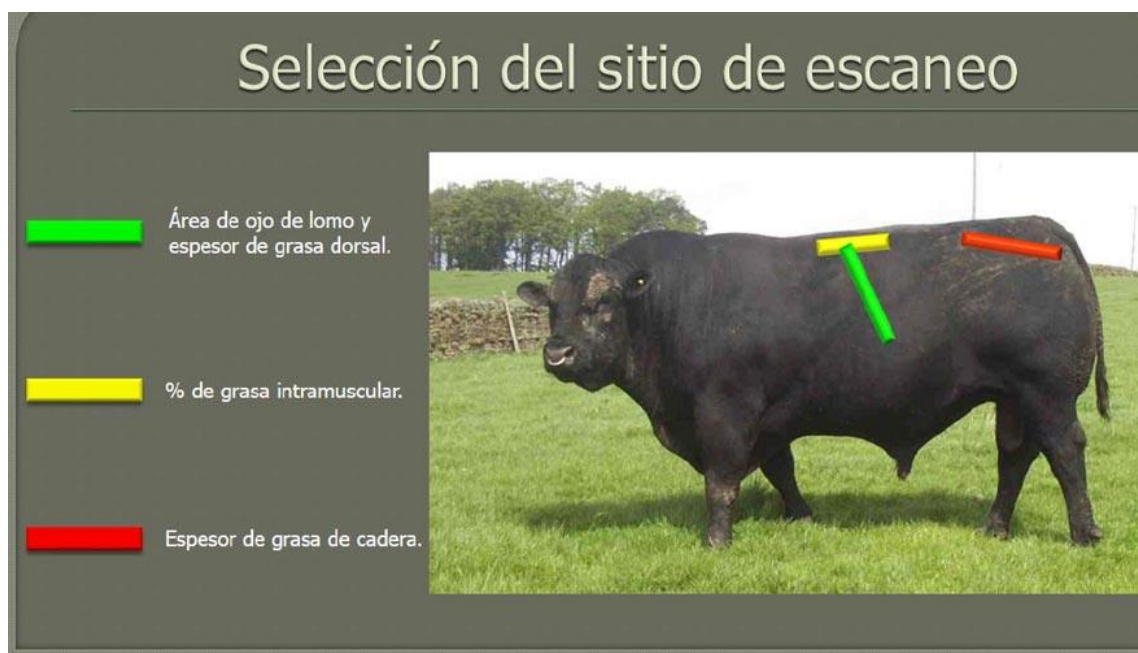 Selección del sitio de escaneo
Área de ojo de lomo y
espesor de grasa dorsal.
% de grasa intramuscular.
Espesor de grasa de cadera.